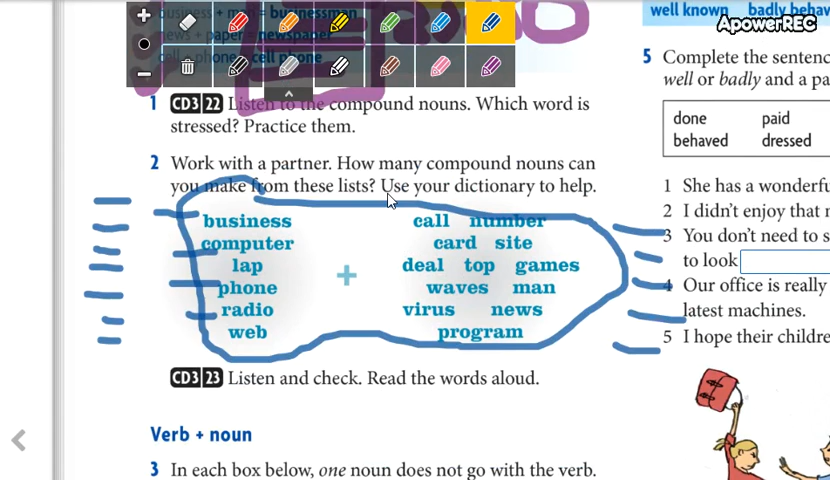 business + man = businessman
news + paper = newspaper
cell + phone = cell phone
1 CD3 22 Listen to the compound nouns. Which word is
stressed? Practice them.
2 Work with a partner. How many compound nouns can
you make from these lists? Use your dictionary to help.
business
computer
lap
phone
radio
web
+
call number
card site
deal top games
waves man
virus news
program
CD3 23 Listen and check. Read the words aloud.
Verb + noun
3 In each box below, one noun does not go with the verb.
well known badly behav
ApowerREC
5 Complete the sentenc
well or badly and a pa
done paid
behaved dressed
1 She has a wonderfu
2 I didn't enjoy that
3 You don't need to s
to look
4 Our office is really
latest machines.
5 I hope their childre